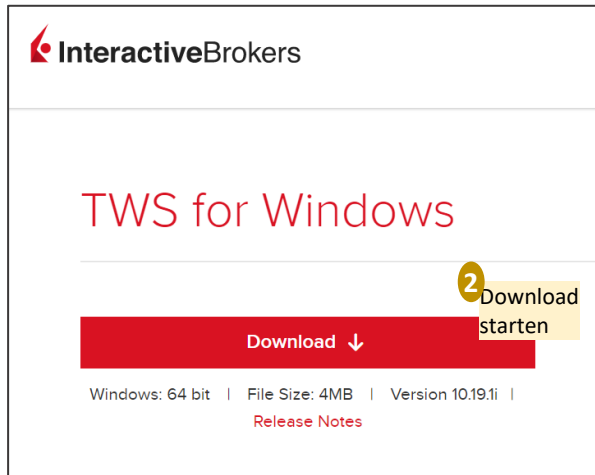 InteractiveBrokers
TWS for Windows
2
Download
starten
Download ↓
Windows: 64 bit | File Size: 4MB | Version 10.19.1i |
Release Notes